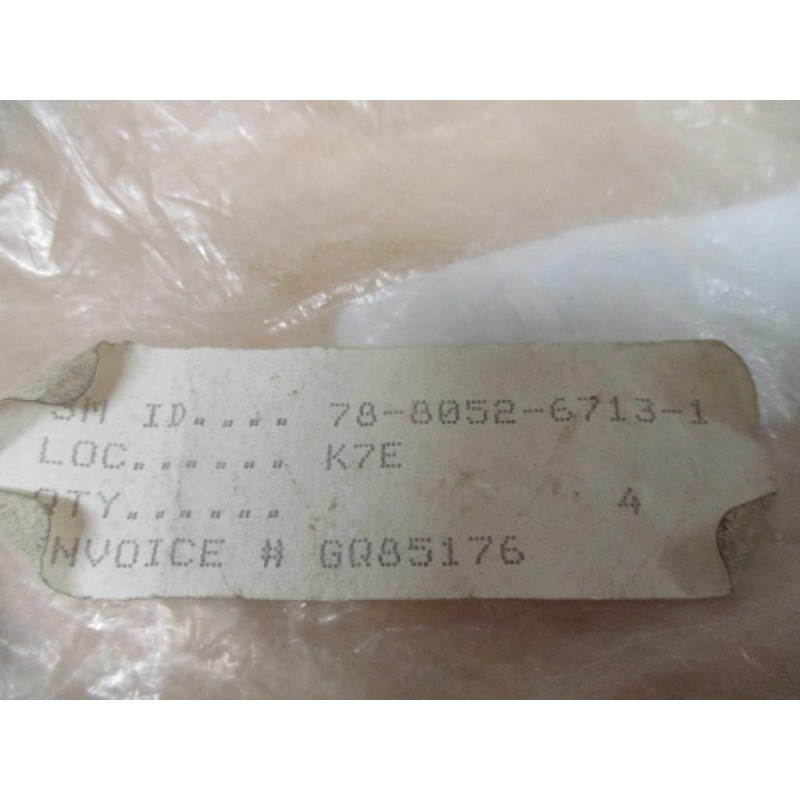 3M ID.... 78-8052-6713-1
LOC...... K7E
QTY...... 4
NVOICE # GQ85176